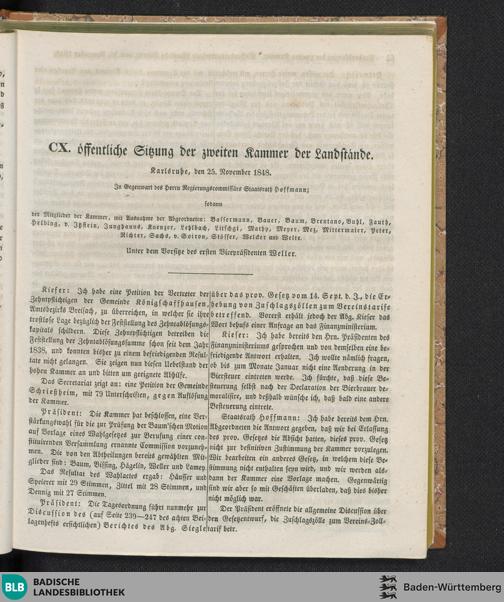 CX. öffentliche Sitzung der zweiten Kammer der Landstände.
Karlsruhe, den 25. November 1848.
In Gegenwart des Herrn Regierungscommissärs Staatsrath Hoffmann;
sodann
der Mitglieder der Kammer, mit Ausnahme der Abgeordneten: Bassermann, Bauer, Baum, Brentano, Buhl, Fauth,
Helbing, v. Itzstein, Junghanns, Kuenzer, Lehlbach, Litschgi, Mathy, Meyer, Mez, Mittermaier, Peter,
Richter, Sachs, v. Soiron, Stösser, Welcker und Welte.
Unter dem Vorsitze des ersten Vicepräsidenten Weller.
Kiefer: Ich habe eine Petition der Vertreter der
Zehntpflichtigen der Gemeinde Königschaffhausen,
Amtsbezirks Breisach, zu überreichen, in welcher sie ihre
trostlose Lage bezüglich der Feststellung des Zehntablösungs-
kapitals schildern. Diese Zehntpflichtigen betreiben die
Feststellung der Zehntablösungssumme schon seit dem Jahr
1838, und konnten bisher zu einem befriedigenden Resul-
tate nicht gelangen. Sie zeigen nun diesen Uebelstand der
hohen Kammer an und bitten um geeignete Abhülfe.
Das Secretariat zeigt an: eine Petition der Gemeinde
Schriesheim, mit 79 Unterschriften, gegen Auflösung
der Kammer.
Präsident: Die Kammer hat beschlossen, eine Ver-
stärkungswahl für die zur Prüfung der Baum'schen Motion
auf Vorlage eines Wahlgesetzes zur Berufung einer con-
stituirenden Versammlung ernannte Commission vorzuneh-
men. Die von den Abtheilungen bereits gewählten Mit-
glieder sind: Baum, Bissing, Hägelin, Weller und Lamey.
Das Resultat des Wahlactes ergab: Häusser und
Speierer mit 29 Stimmen, Zittel mit 28 Stimmen, und
Dennig mit 27 Stimmen.
Präsident: Die Tagesordnung führt nunmehr zur
Discussion des (auf Seite 239—247 des achten Bei-
lagenheftes ersichtlichen) Berichtes des Abg. Siegle
über das prov. Gesetz vom 14. Sept. d. J., die Er-
hebung von Zuschlagszöllen zum Vereinstarife
betreffend. Vorerst erhält jedoch der Abg. Kiefer das
Wort behufs einer Anfrage an das Finanzministerium.
Kiefer: Ich habe bereits den Hrn. Präsidenten des
Finanzministeriums gesprochen und von demselben eine be-
friedigende Antwort erhalten. Ich wollte nämlich fragen,
ob bis zum Monate Januar nicht eine Aenderung in der
Biersteuer eintreten werde. Ich fürchte, daß diese Be-
steuerung selbst nach der Declaration der Bierbrauer de-
moralisire, und deßhalb wünsche ich, daß bald eine andere
Besteuerung eintrete.
Staatsrath Hoffmann: Ich habe bereits dem Hrn.
Abgeordneten die Antwort gegeben, daß wir bei Erlassung
des prov. Gesetzes die Absicht hatten, dieses prov. Gesetz
nicht zur definitiven Zustimmung der Kammer vorzulegen.
Wir bearbeiten ein anderes Gesetz, in welchem diese Be-
stimmung nicht enthalten seyn wird, und wir werden als-
dann der Kammer eine Vorlage machen. Gegenwärtig
sind wir aber so mit Geschäften überladen, daß dies bisher
nicht möglich war.
Der Präsident eröffnete die allgemeine Discussion über
den Gesetzentwurf, die Zuschlagszölle zum Vereins-Zoll-
tarif betr.
BLB
BADISCHE
LANDESBIBLIOTHEK
Baden-Württemberg